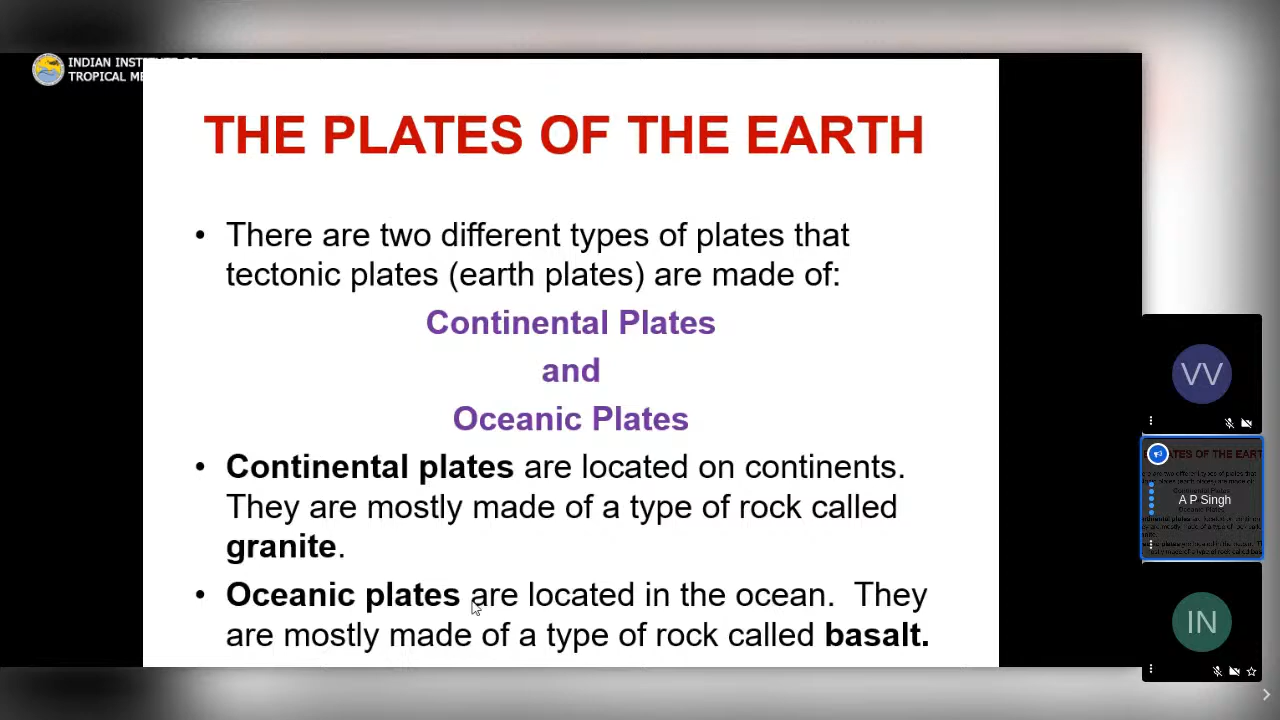 INDIAN INSTITUTE OF
TROPICAL ME
THE PLATES OF THE EARTH
• There are two different types of plates that
tectonic plates (earth plates) are made of:
Continental Plates
and
Oceanic Plates
• Continental plates are located on continents.
They are mostly made of a type of rock called
granite.
• Oceanic plates are located in the ocean. They
are mostly made of a type of rock called basalt.
VV
A P Singh
IN